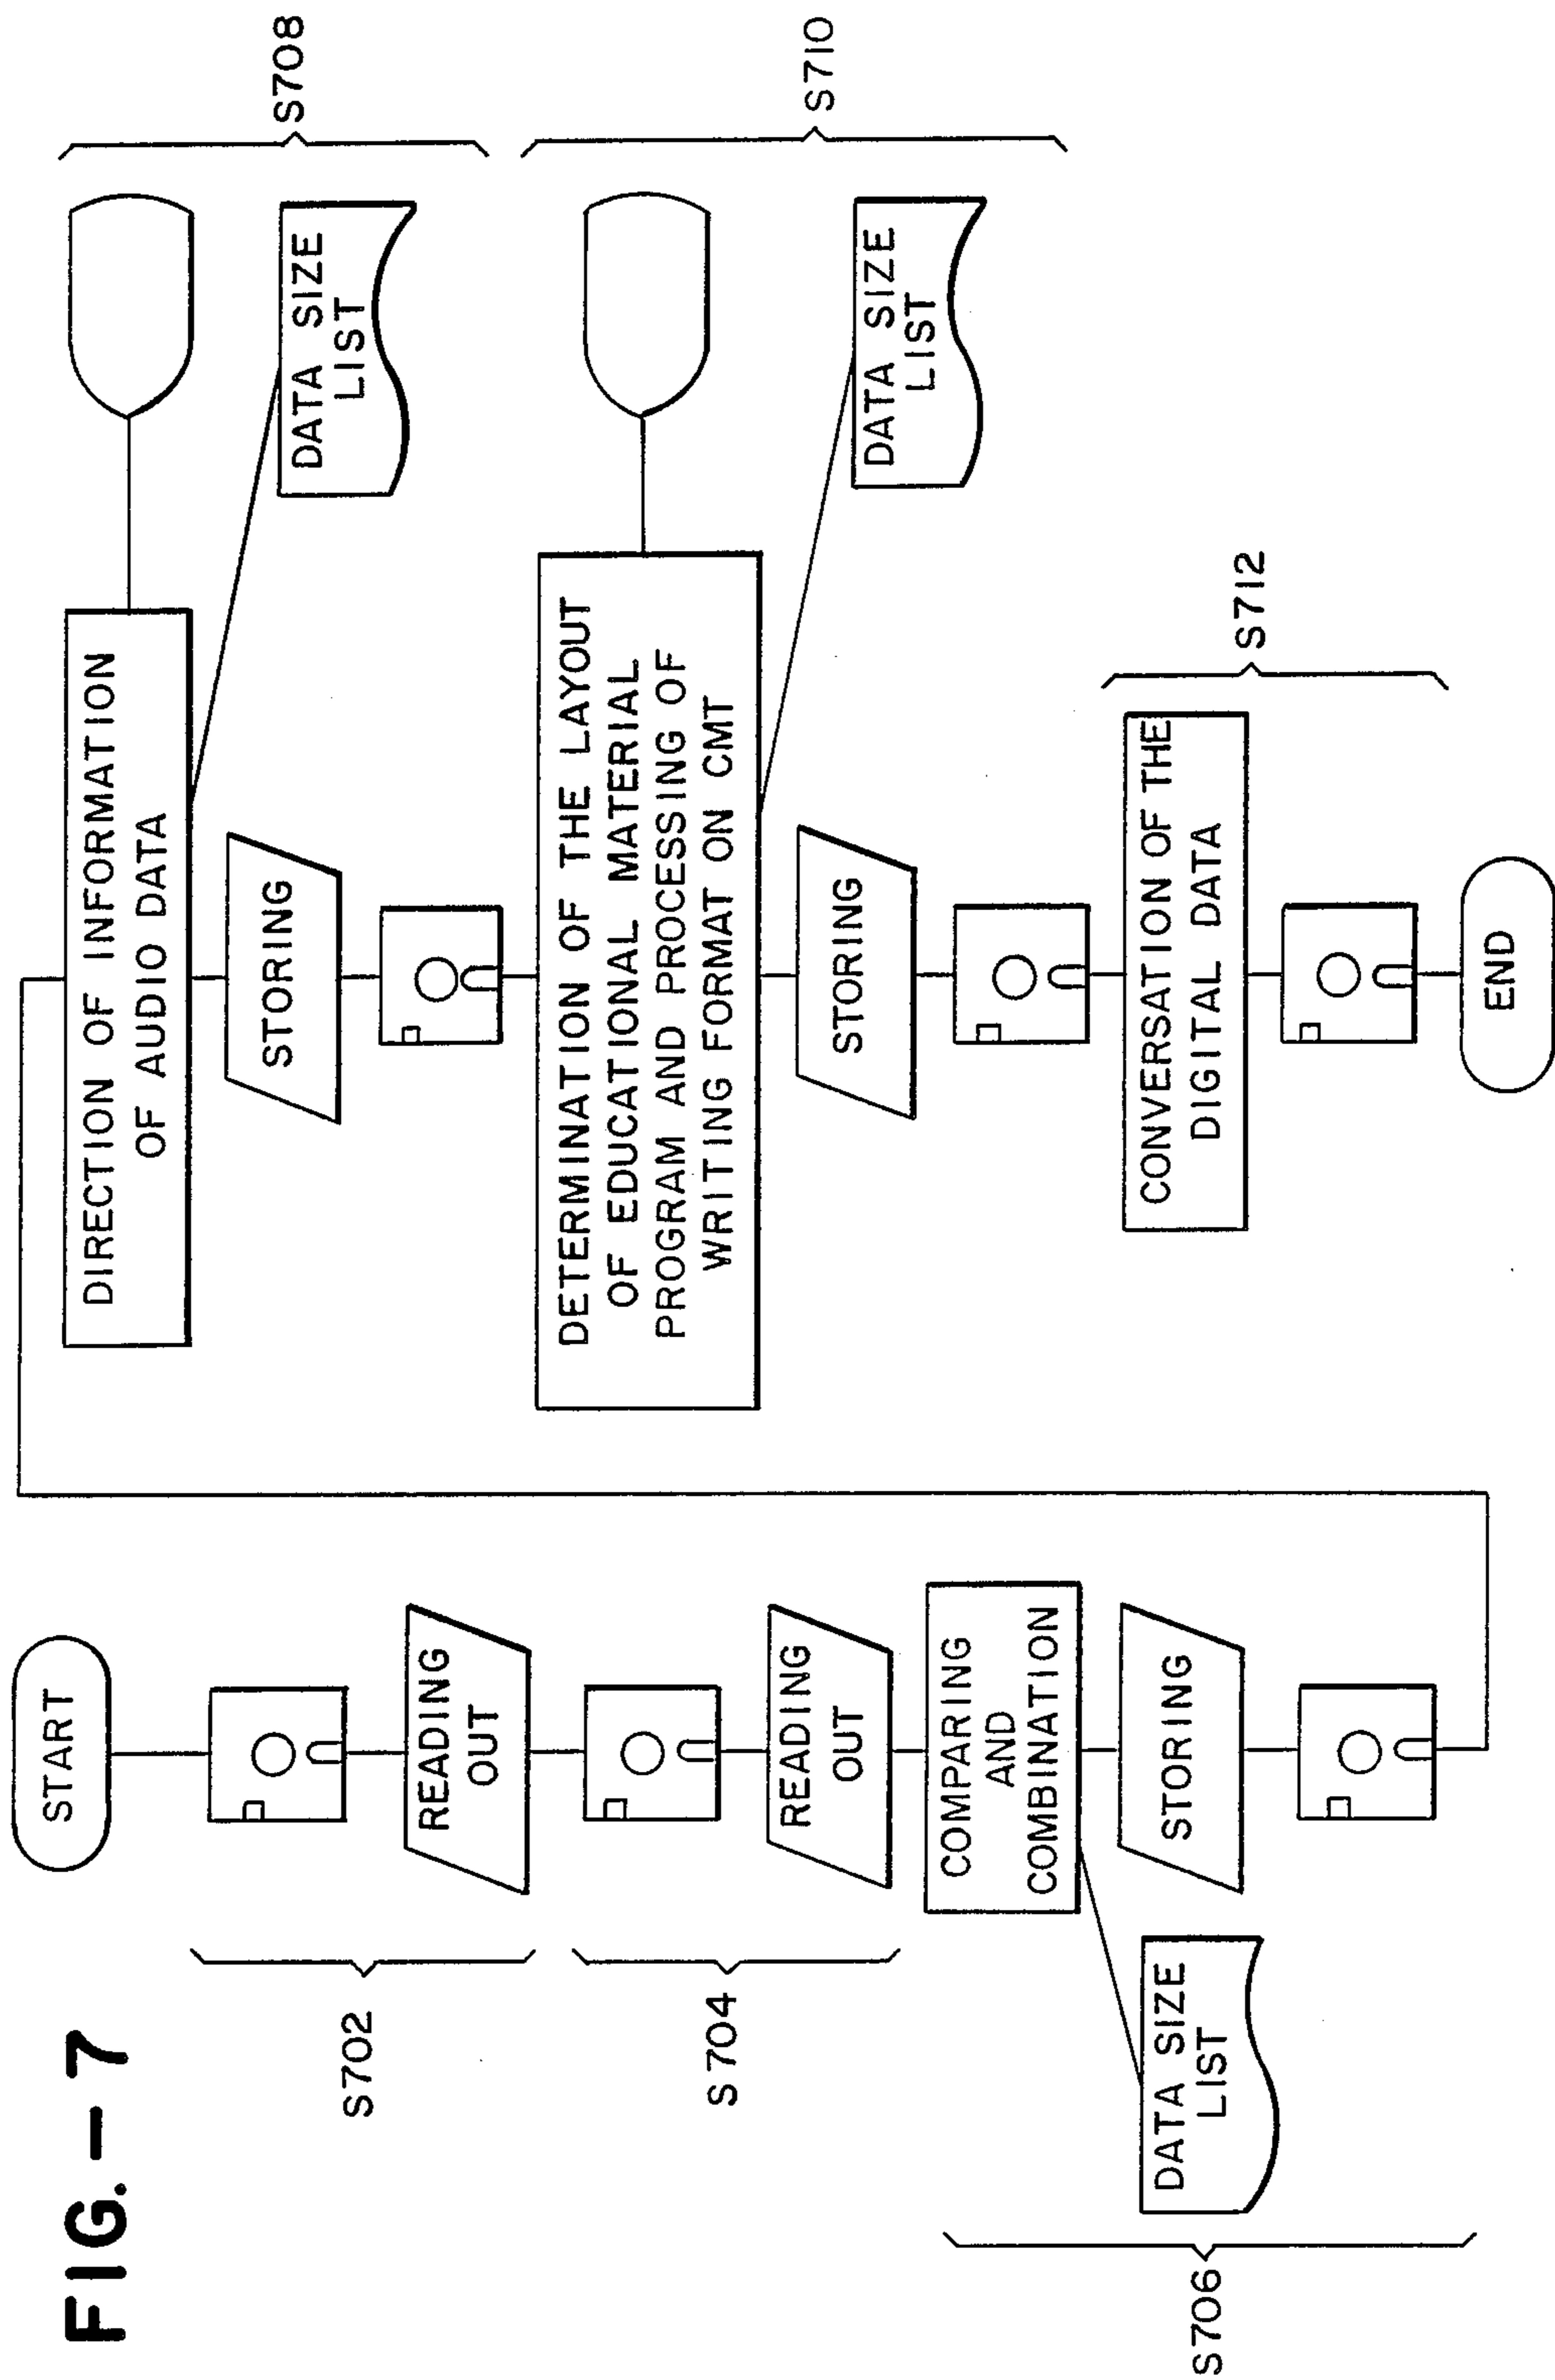 FIG.-7
START
READING
OUT
S702
READING
OUT
S704
COMPARING
AND
COMBINATION
DATA SIZE
LIST
STORING
S706
DIRECTION OF INFORMATION
OF AUDIO DATA
DATA SIZE
LIST
STORING
S708
DETERMINATION OF THE LAYOUT
OF EDUCATIONAL MATERIAL
PROGRAM AND PROCESSING OF
WRITING FORMAT ON CMT
DATA SIZE
LIST
STORING
S710
CONVERSATION OF THE
DIGITAL DATA
S712
END